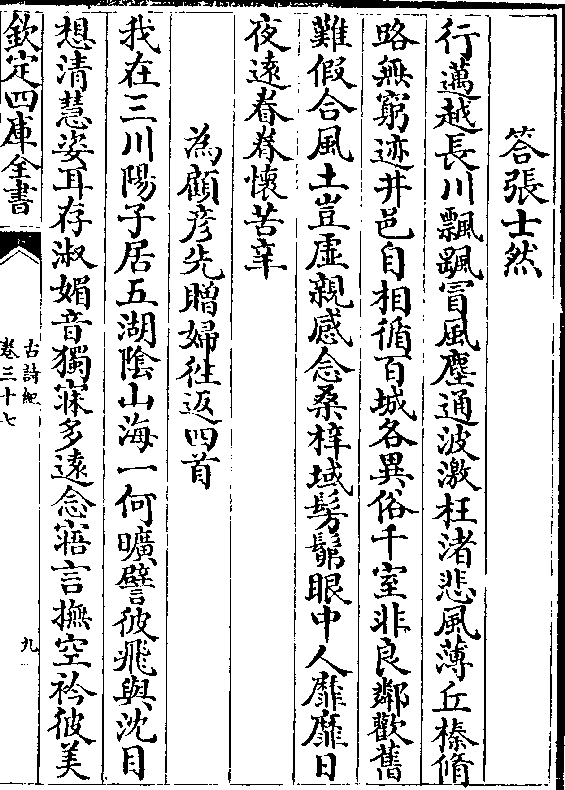 答張士然
行邁越長川飄颻冒風塵通波激枉渚悲風薄丘榛脩
路無窮迹井邑自相循百城各異俗千室非良鄰歡舊
難假合風土豈虛親感念桑梓域髣髴眼中人靡靡日
夜遠眷眷懷苦辛
為顧彦先贈婦徃返四首
我在三川陽子居五湖隂山海一何曠譬彼飛與沈目
想清慧姿耳存淑媚音獨寐多遠念寤言撫空衿彼美
欽定四庫全書
古詩紀
卷三十七
九